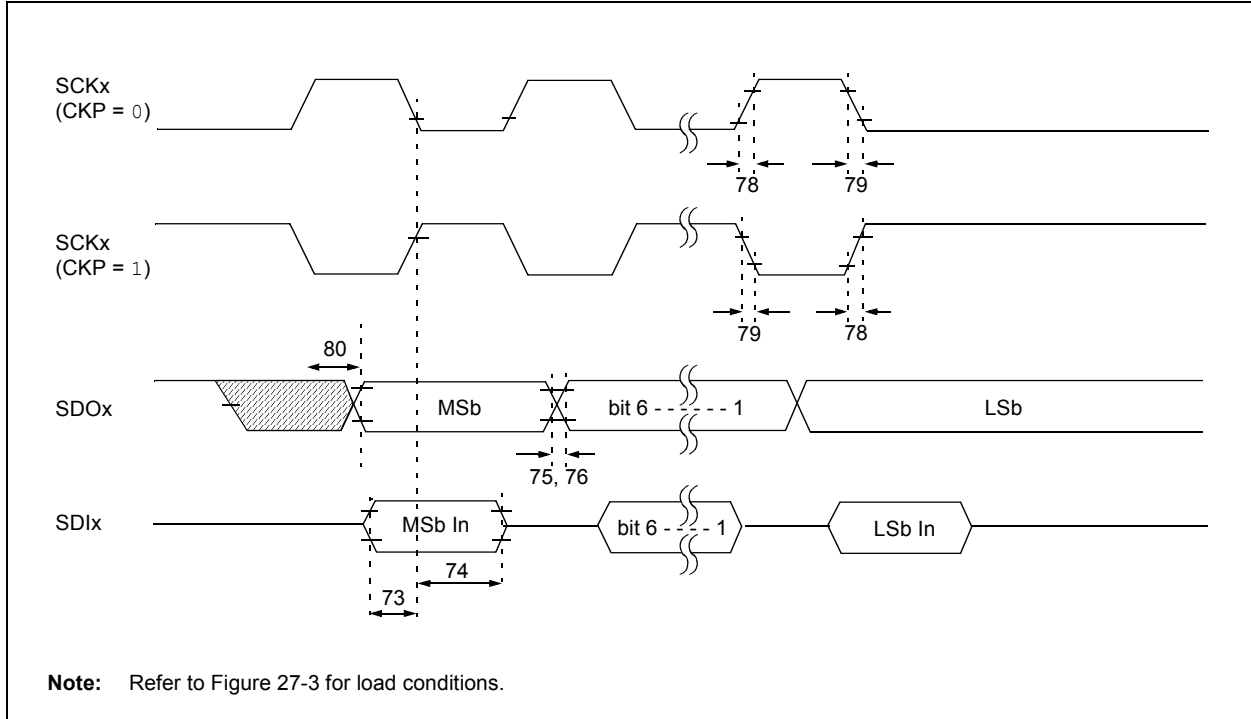 SCKx
(CKP = 0)
78 79
SCKx
(CKP = 1)
79 78
80
SDOx MSb bit 6 - - - - - - 1 LSb
75, 76
SDIx MSb In bit 6 - - - - 1 LSb In
74
73
Note: Refer to Figure 27-3 for load conditions.